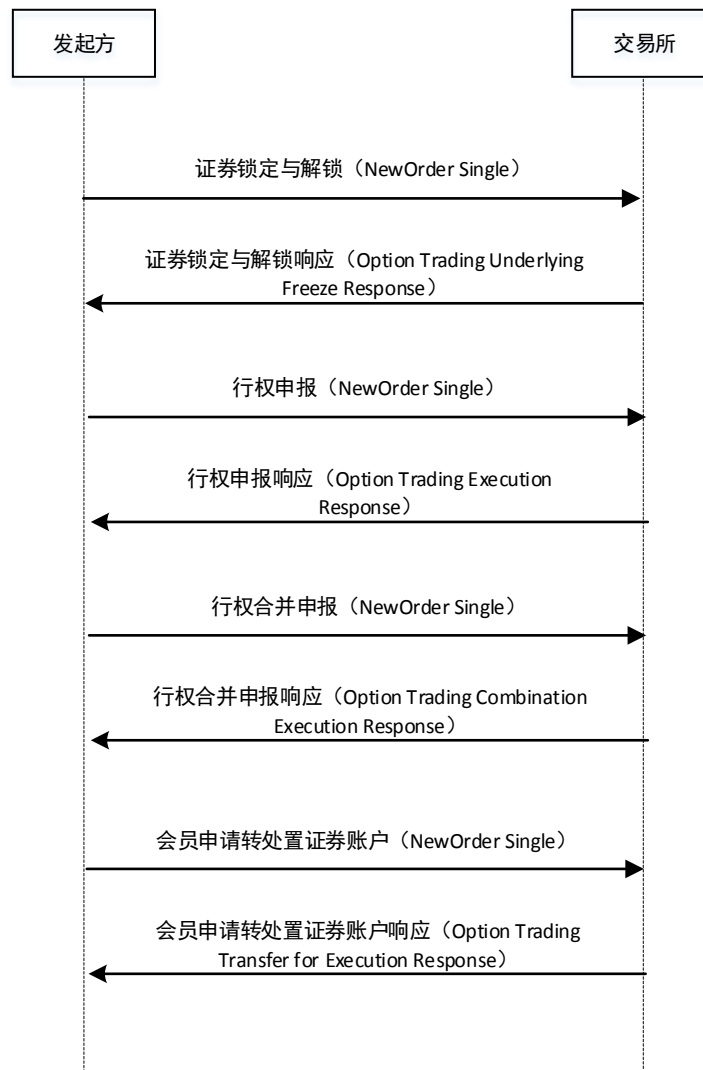 发起方
交易所
证券锁定与解锁（NewOrder Single）
证券锁定与解锁响应（Option Trading Underlying
Freeze Response）
行权申报（NewOrder Single）
行权申报响应（Option Trading Execution
Response）
行权合并申报（NewOrder Single）
行权合并申报响应（Option Trading Combination
Execution Response）
会员申请转处置证券账户（NewOrder Single）
会员申请转处置证券账户响应（Option Trading
Transfer for Execution Response）